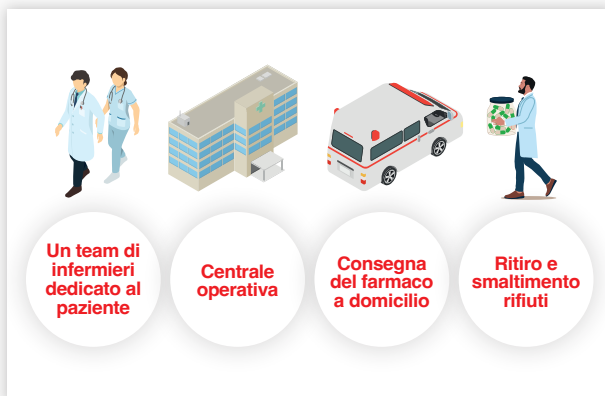 Un team di
infermieri
dedicato al
paziente
Centrale
operativa
Consegna
del farmaco
a domicilio
Ritiro e
smaltimento
rifiuti